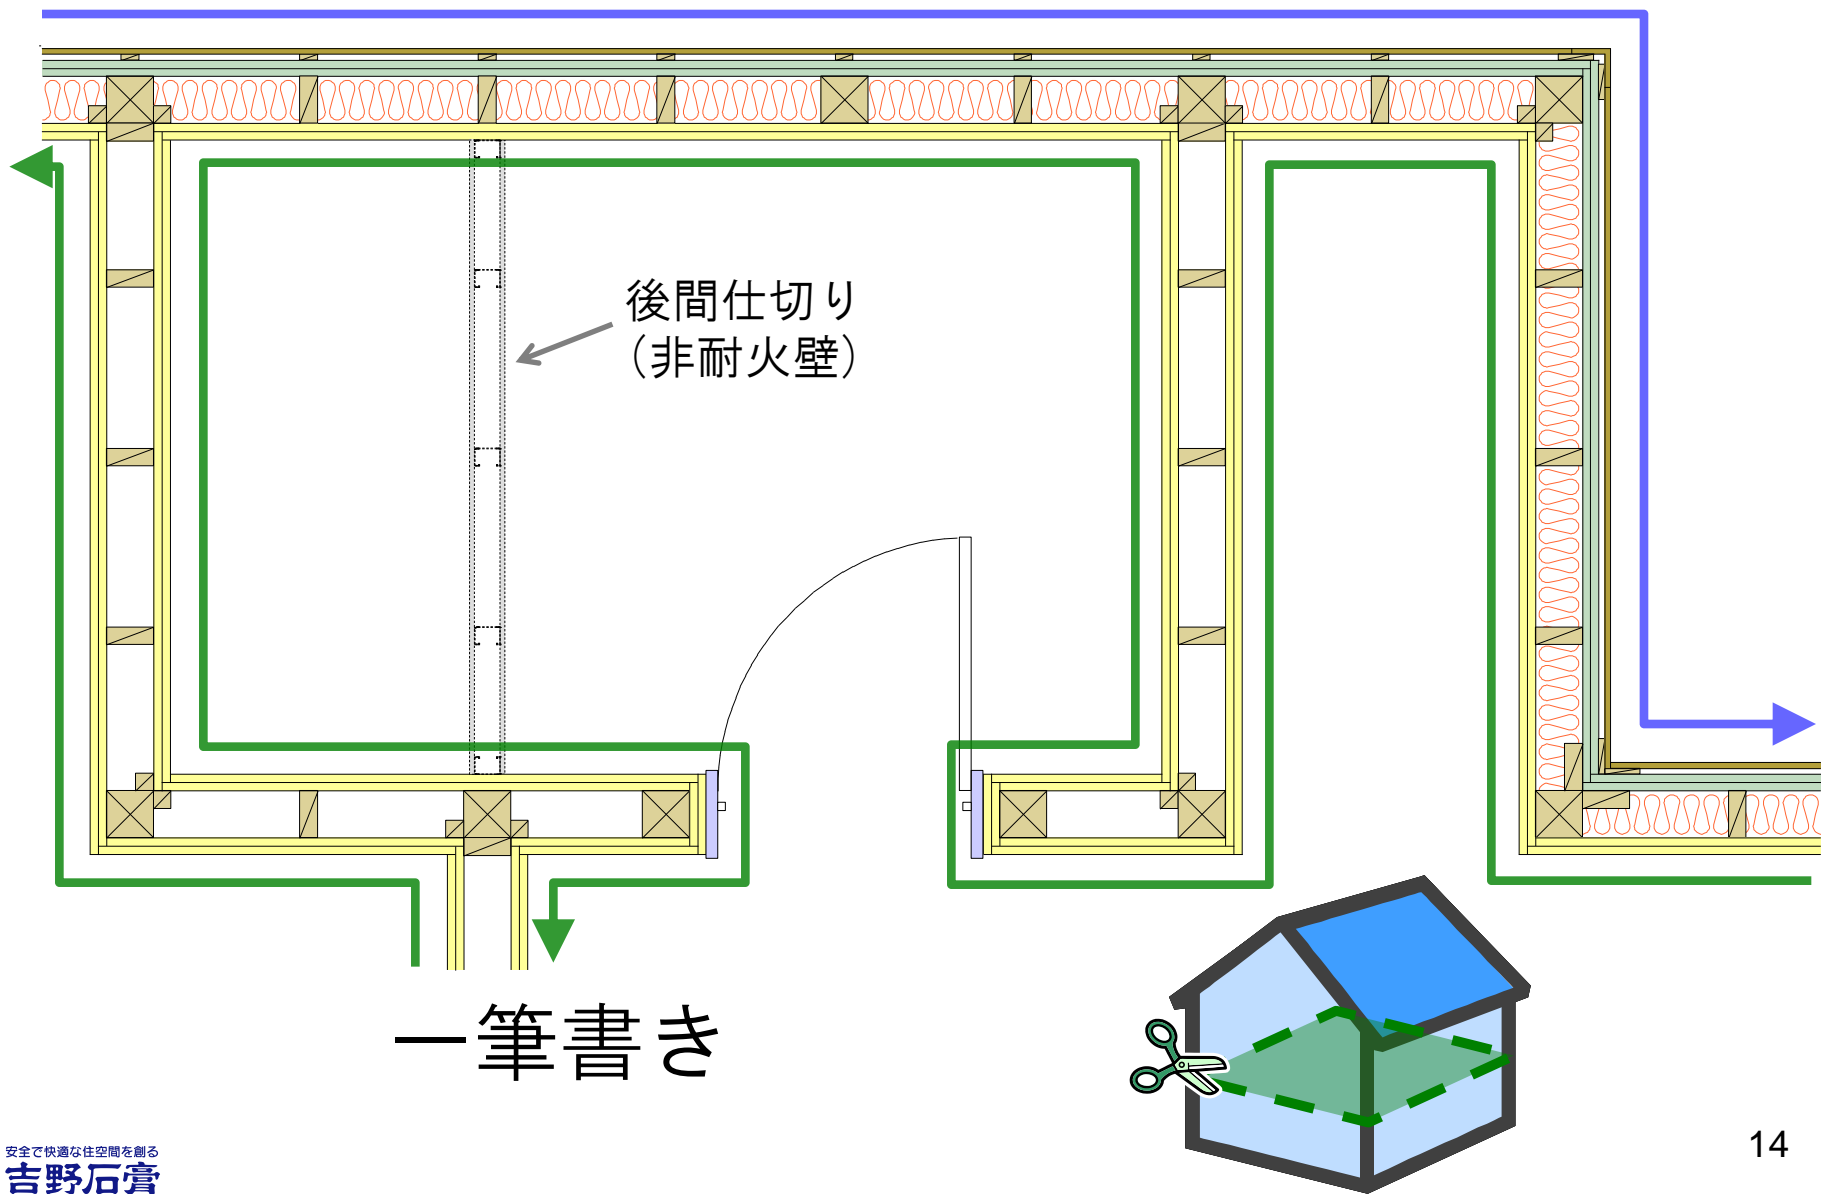 後間仕切り
（非耐火壁）
一筆書き
安全で快適な住空間を創る
吉野石膏
14